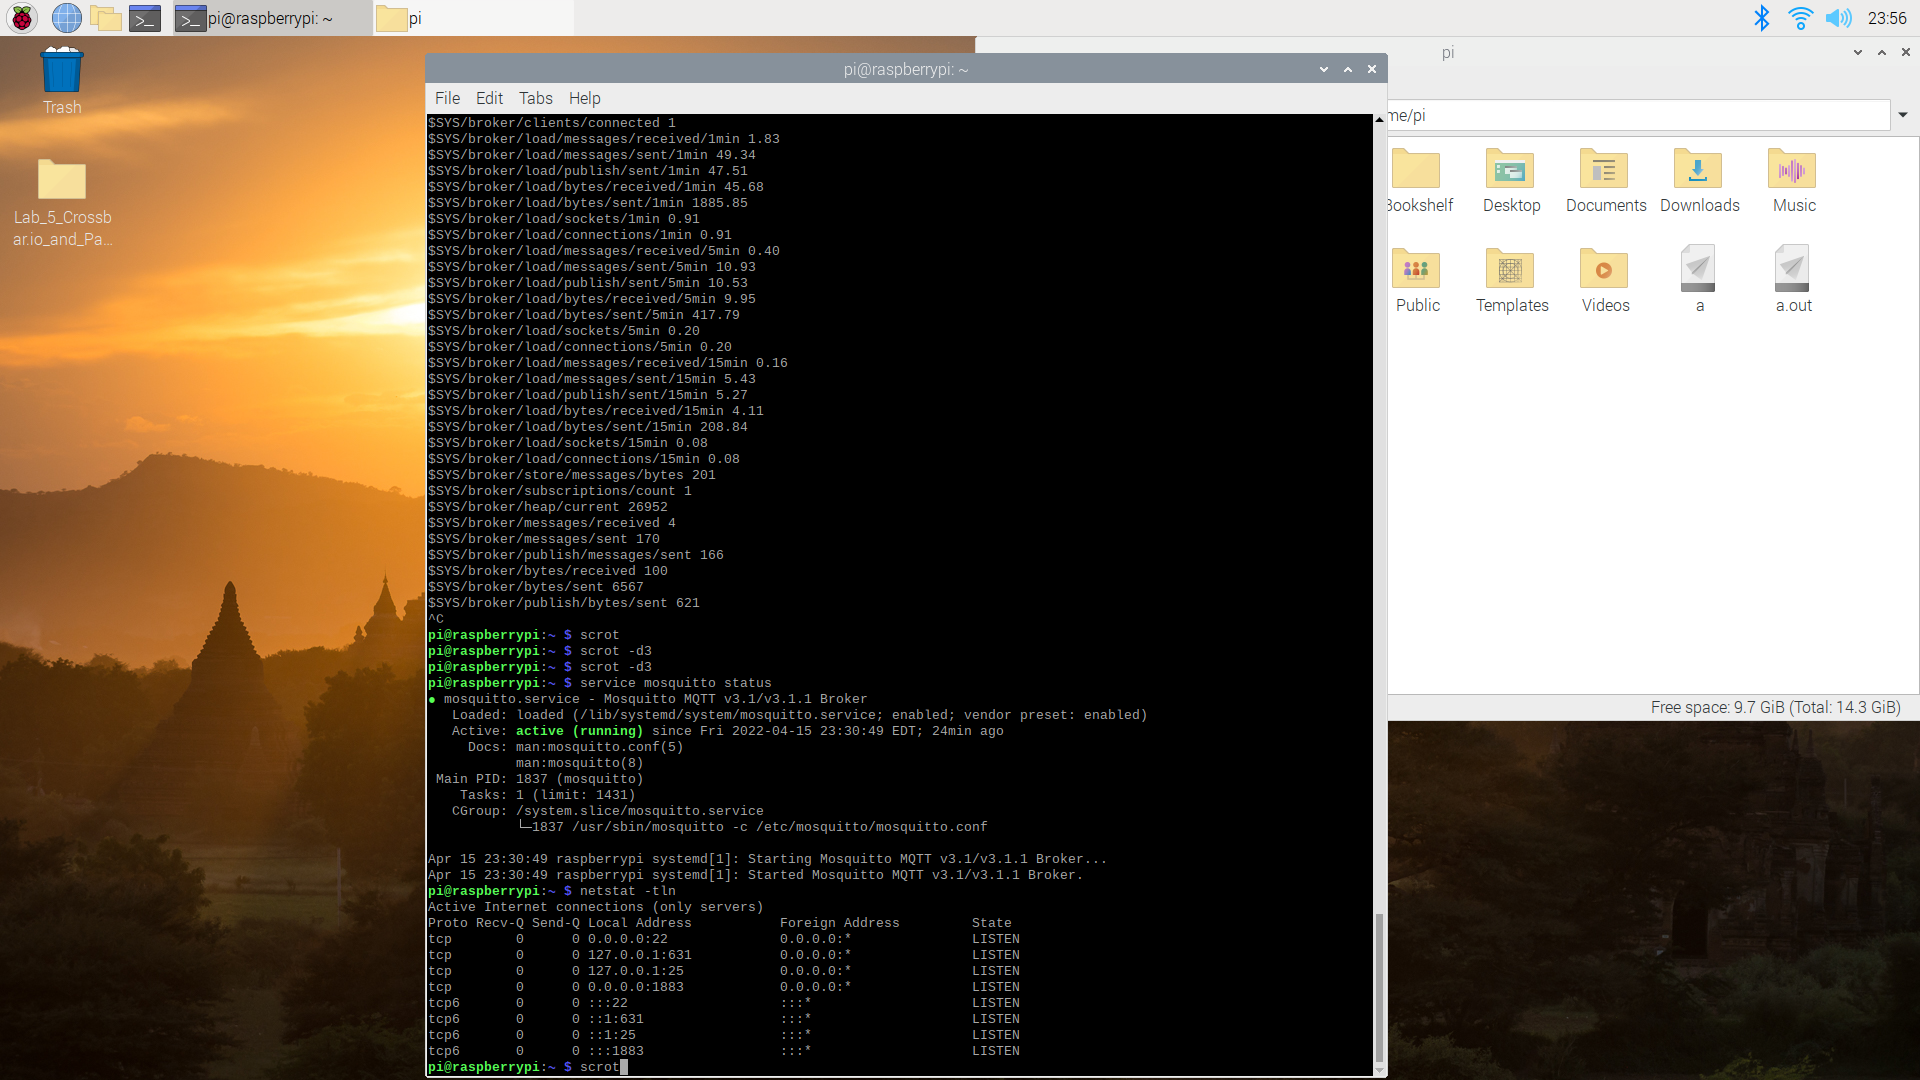 pi@raspberrypi: ~
pi
23:56
Trash
Lab_5_Crossb
ar.io_and_Pa...
pi
me/pi
Bookshelf
Desktop
Documents
Downloads
Music
Public
Templates
Videos
a
a.out
Free space: 9.7 GiB (Total: 14.3 GiB)
pi@raspberrypi: ~
File Edit Tabs Help
$SYS/broker/clients/connected 1
$SYS/broker/load/messages/received/1min 1.83
$SYS/broker/load/messages/sent/1min 49.34
$SYS/broker/load/publish/sent/1min 47.51
$SYS/broker/load/bytes/received/1min 45.68
$SYS/broker/load/bytes/sent/1min 1885.85
$SYS/broker/load/sockets/1min 0.91
$SYS/broker/load/connections/1min 0.91
$SYS/broker/load/messages/received/5min 0.40
$SYS/broker/load/messages/sent/5min 10.93
$SYS/broker/load/publish/sent/5min 10.53
$SYS/broker/load/bytes/received/5min 9.95
$SYS/broker/load/bytes/sent/5min 417.79
$SYS/broker/load/sockets/5min 0.20
$SYS/broker/load/connections/5min 0.20
$SYS/broker/load/messages/received/15min 0.16
$SYS/broker/load/messages/sent/15min 5.43
$SYS/broker/load/publish/sent/15min 5.27
$SYS/broker/load/bytes/received/15min 4.11
$SYS/broker/load/bytes/sent/15min 208.84
$SYS/broker/load/sockets/15min 0.08
$SYS/broker/load/connections/15min 0.08
$SYS/broker/store/messages/bytes 201
$SYS/broker/subscriptions/count 1
$SYS/broker/heap/current 26952
$SYS/broker/messages/received 4
$SYS/broker/messages/sent 170
$SYS/broker/publish/messages/sent 166
$SYS/broker/bytes/received 100
$SYS/broker/bytes/sent 6567
$SYS/broker/publish/bytes/sent 621
^C
pi@raspberrypi:~ $ scrot
pi@raspberrypi:~ $ scrot -d3
pi@raspberrypi:~ $ scrot -d3
pi@raspberrypi:~ $ service mosquitto status
● mosquitto.service - Mosquitto MQTT v3.1/v3.1.1 Broker
Loaded: loaded (/lib/systemd/system/mosquitto.service; enabled; vendor preset: enabled)
Active: active (running) since Fri 2022-04-15 23:30:49 EDT; 24min ago
Docs: man:mosquitto.conf(5)
man:mosquitto(8)
Main PID: 1837 (mosquitto)
Tasks: 1 (limit: 1431)
CGroup: /system.slice/mosquitto.service
└─1837 /usr/sbin/mosquitto -c /etc/mosquitto/mosquitto.conf
Apr 15 23:30:49 raspberrypi systemd[1]: Starting Mosquitto MQTT v3.1/v3.1.1 Broker...
Apr 15 23:30:49 raspberrypi systemd[1]: Started Mosquitto MQTT v3.1/v3.1.1 Broker.
pi@raspberrypi:~ $ netstat -tln
Active Internet connections (only servers)
Proto Recv-Q Send-Q Local Address Foreign Address State
tcp 0 0 0.0.0.0:22 0.0.0.0:* LISTEN
tcp 0 0 127.0.0.1:631 0.0.0.0:* LISTEN
tcp 0 0 127.0.0.1:25 0.0.0.0:* LISTEN
tcp 0 0 0.0.0.0:1883 0.0.0.0:* LISTEN
tcp6 0 0 :::22 :::* LISTEN
tcp6 0 0 ::1:631 :::* LISTEN
tcp6 0 0 ::1:25 :::* LISTEN
tcp6 0 0 :::1883 :::* LISTEN
pi@raspberrypi:~ $ scrot